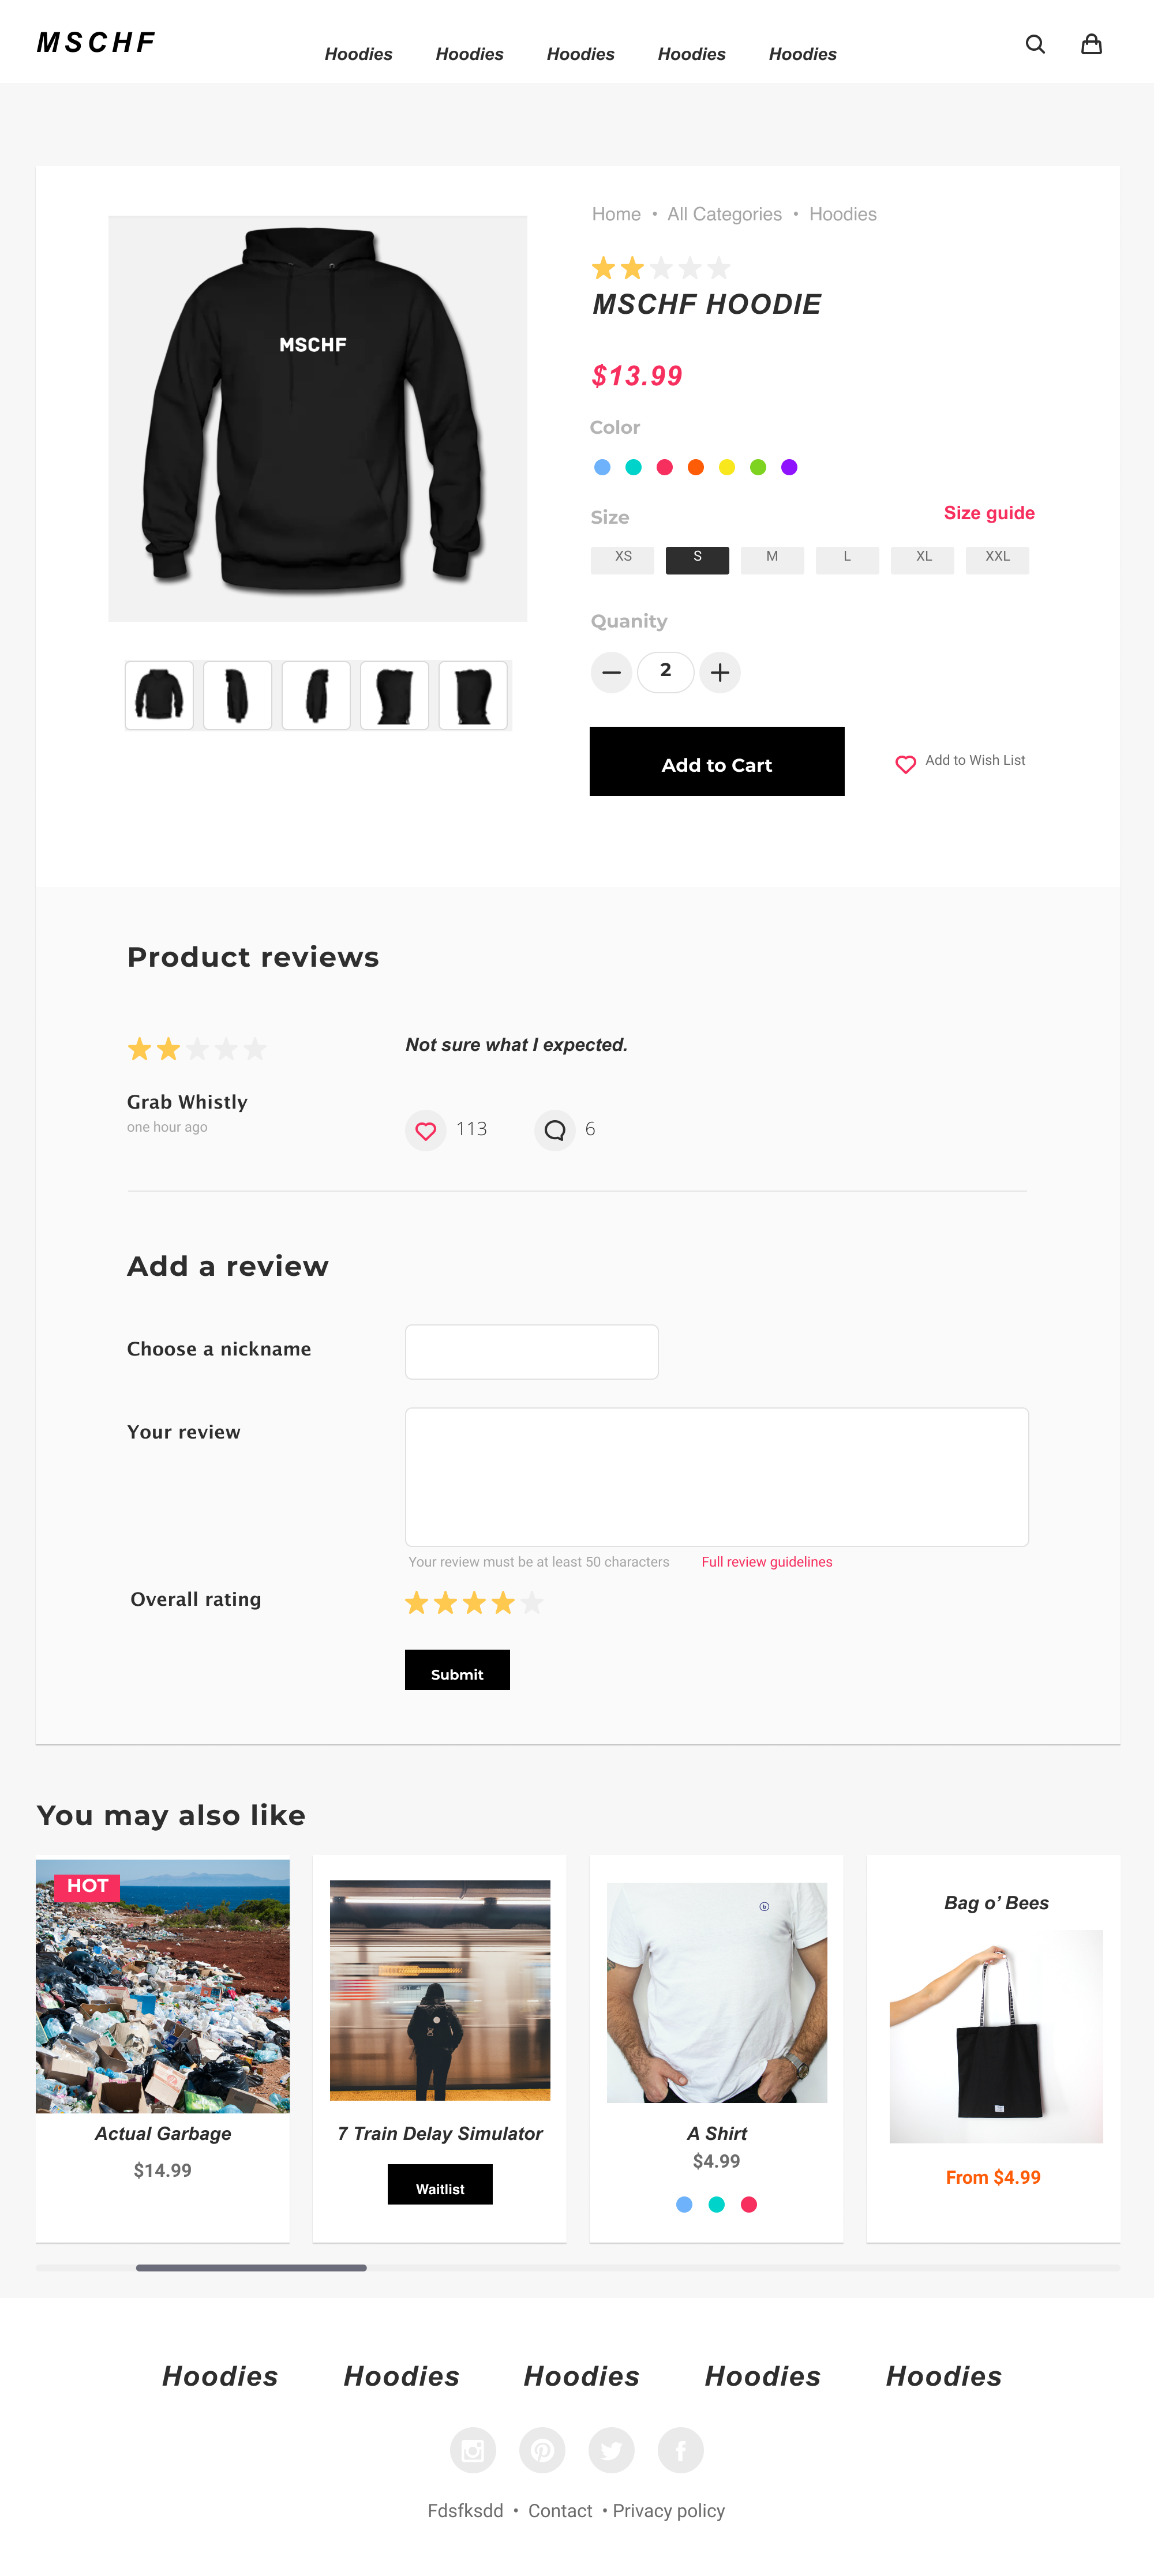 MSCHF
Hoodies Hoodies Hoodies Hoodies Hoodies
Home • All Categories • Hoodies
MSCHF HOODIE
MSCHF
$13.99
Color
Size Size guide
XS S M L XL XXL
Quanity
2
Add to Cart
Add to Wish List
Product reviews
Not sure what I expected.
Grab Whistly
one hour ago
113 6
Add a review
Choose a nickname
Your review
Your review must be at least 50 characters Full review guidelines
Overall rating
Submit
You may also like
HOT
Actual Garbage
$14.99
7 Train Delay Simulator
Waitlist
b
A Shirt
$4.99
Bag o’ Bees
From $4.99
Hoodies Hoodies Hoodies Hoodies Hoodies
Fdsfksdd • Contact • Privacy policy